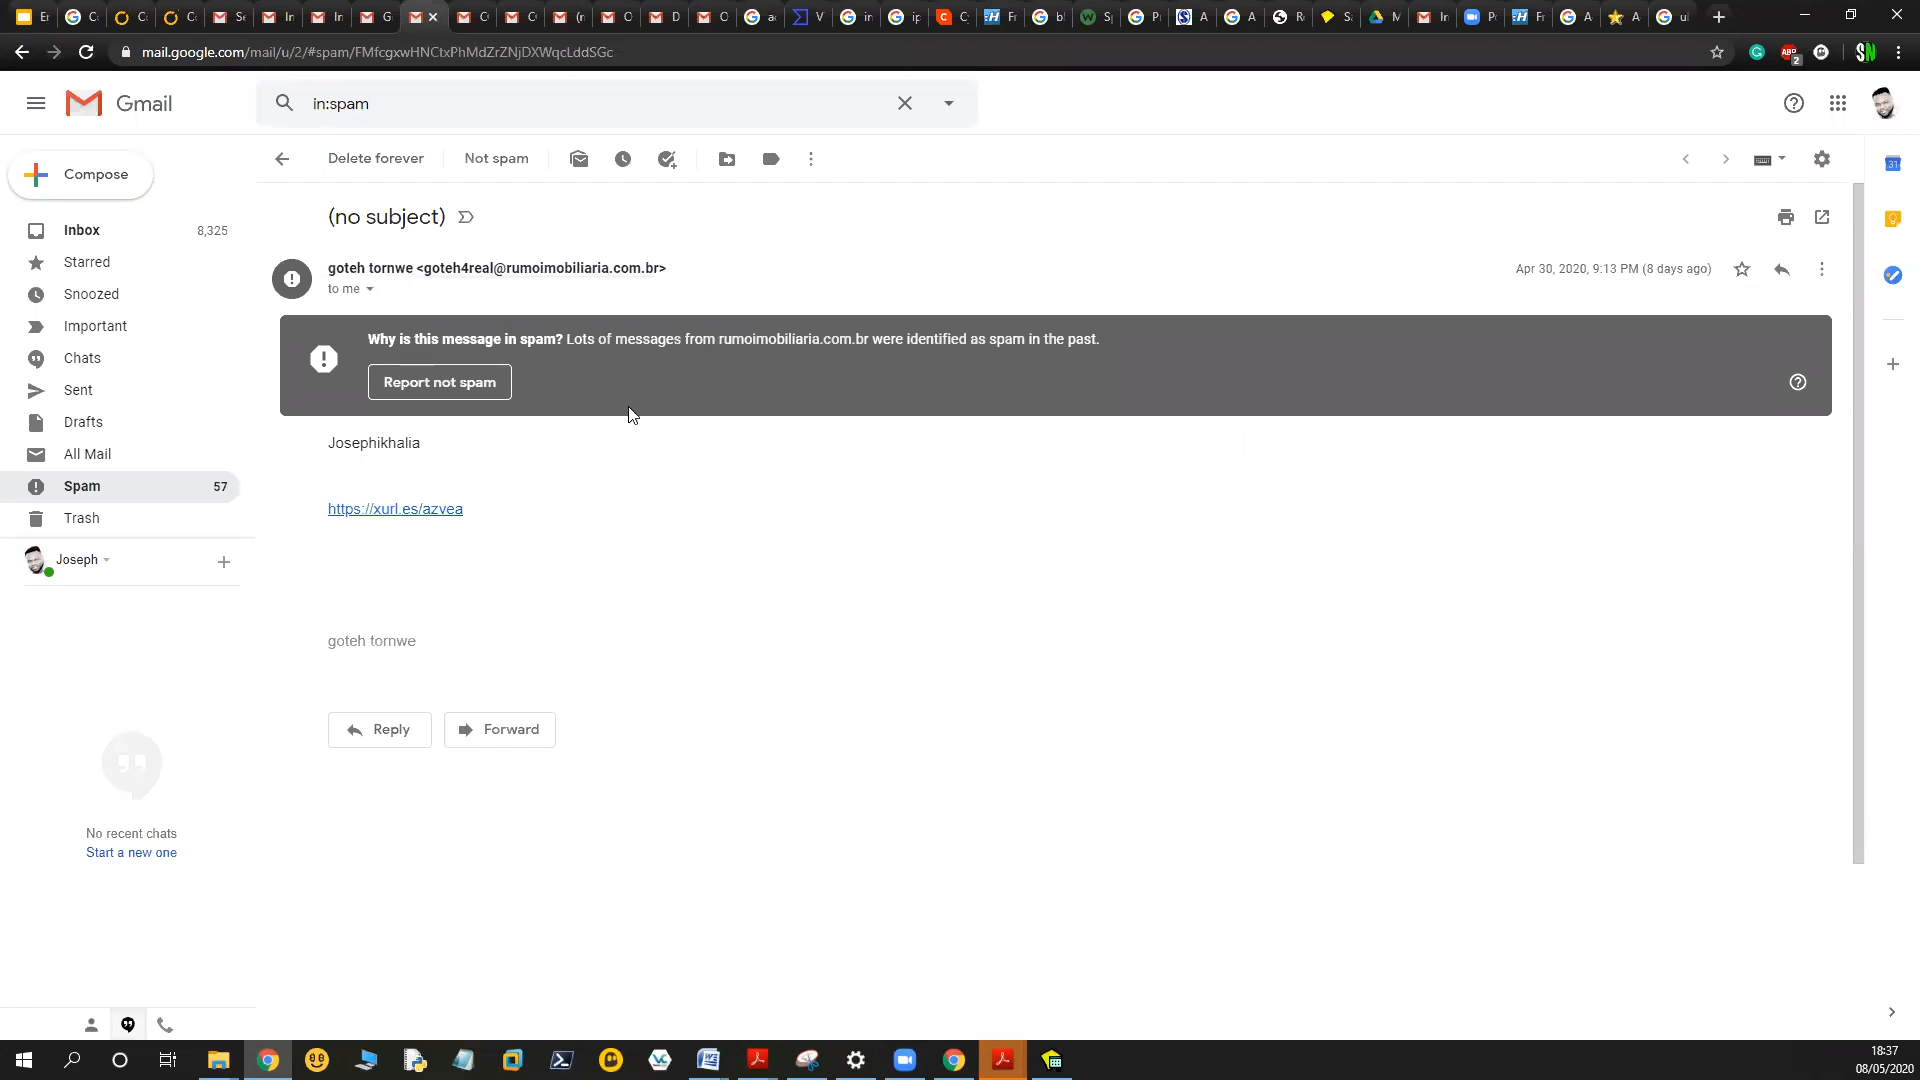 mail.google.com/mail/u/2/#spam/FMfcgxwHNCtxPhMdZrZNjDXWqcLddSGc
Gmail
in:spam
Compose
Delete forever
Not spam
Inbox 8,325
Starred
Snoozed
Important
Chats
Sent
Drafts
All Mail
Spam 57
Trash
Joseph
No recent chats
Start a new one
(no subject)
goteh tornwe <goteh4real@rumoimobiliaria.com.br>
Apr 30, 2020, 9:13 PM (8 days ago)
to me
Why is this message in spam? Lots of messages from rumoimobiliaria.com.br were identified as spam in the past.
Report not spam
Josephikhalia
https://xurl.es/azvea
goteh tornwe
Reply
Forward
18:37
08/05/2020